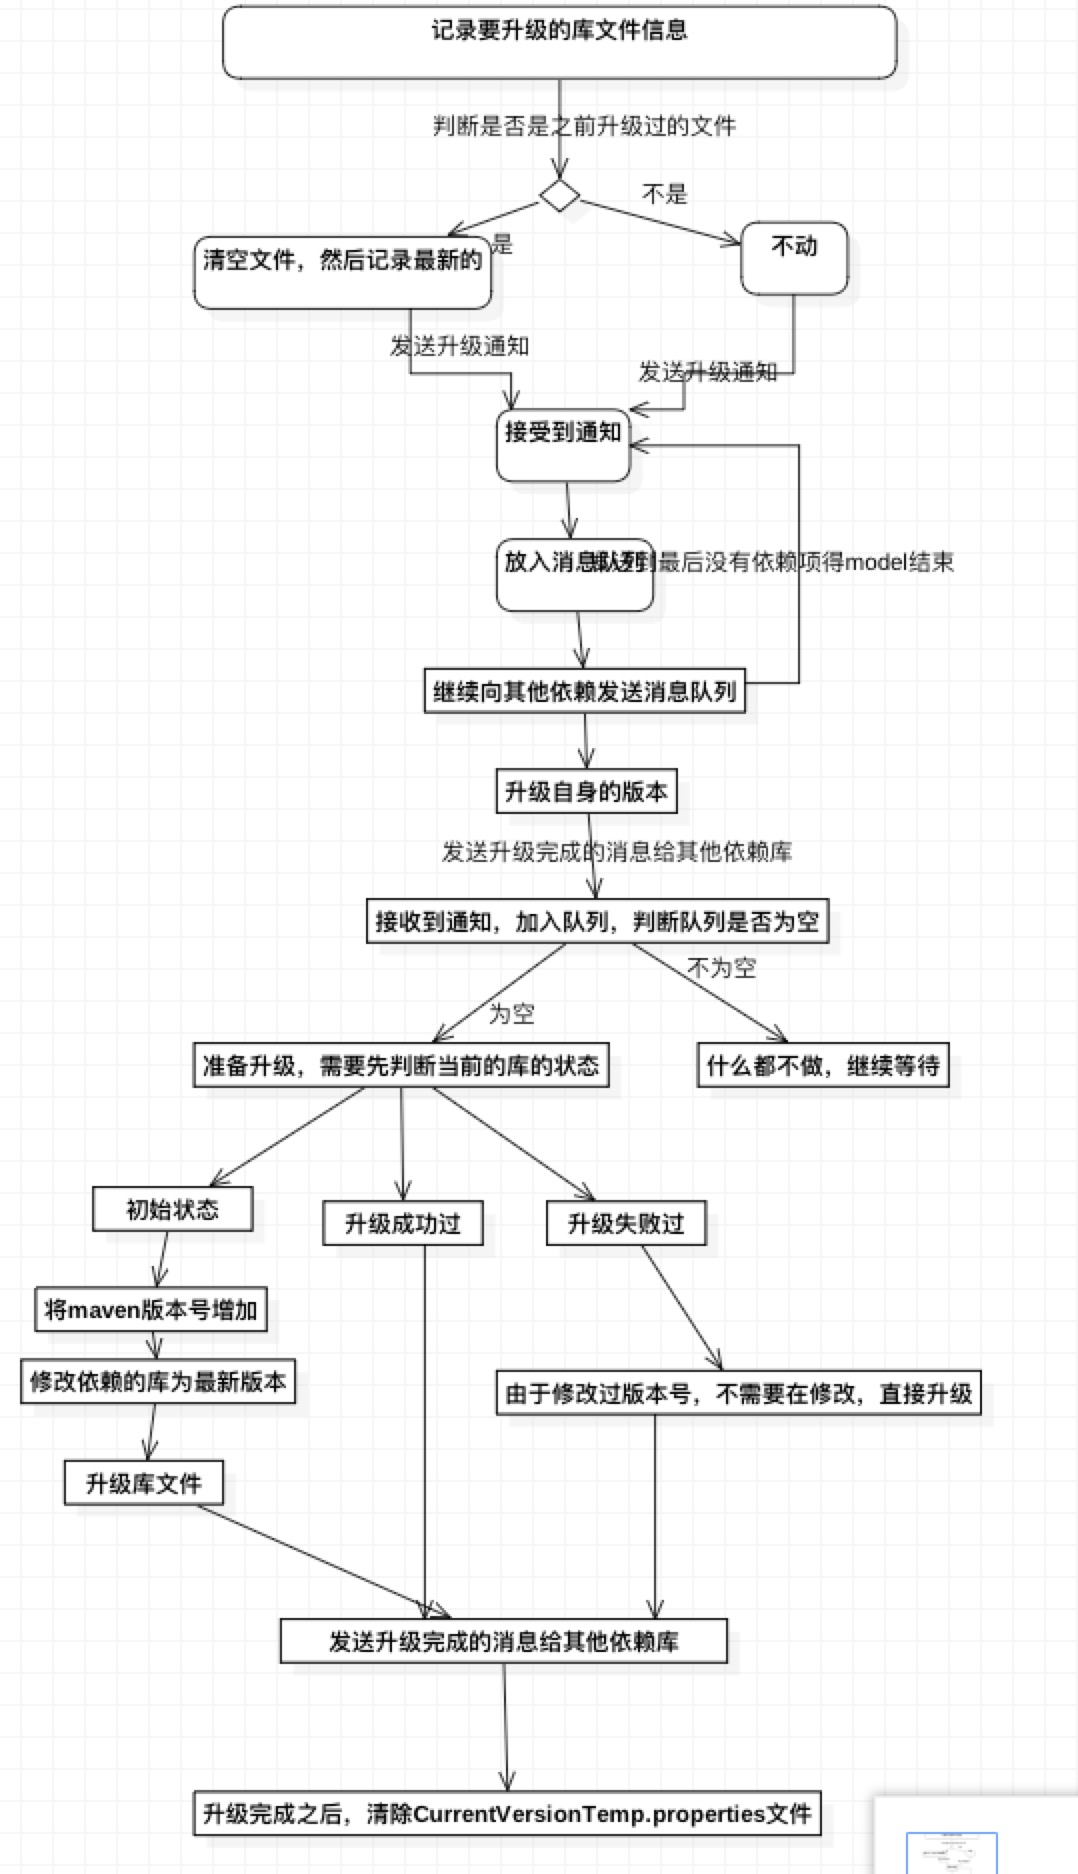 记录要升级的库文件信息
判断是否是之前升级过的文件
不是
是
清空文件，然后记录最新的
不动
发送升级通知
发送升级通知
接受到通知
放入消息队列
到最后没有依赖项得model结束
继续向其他依赖发送消息队列
升级自身的版本
发送升级完成的消息给其他依赖库
接收到通知，加入队列，判断队列是否为空
不为空
为空
准备升级，需要先判断当前的库的状态
什么都不做，继续等待
初始状态
升级成功过
升级失败过
将maven版本号增加
修改依赖的库为最新版本
由于修改过版本号，不需要在修改，直接升级
升级库文件
发送升级完成的消息给其他依赖库
升级完成之后，清除CurrentVersionTemp.properties文件